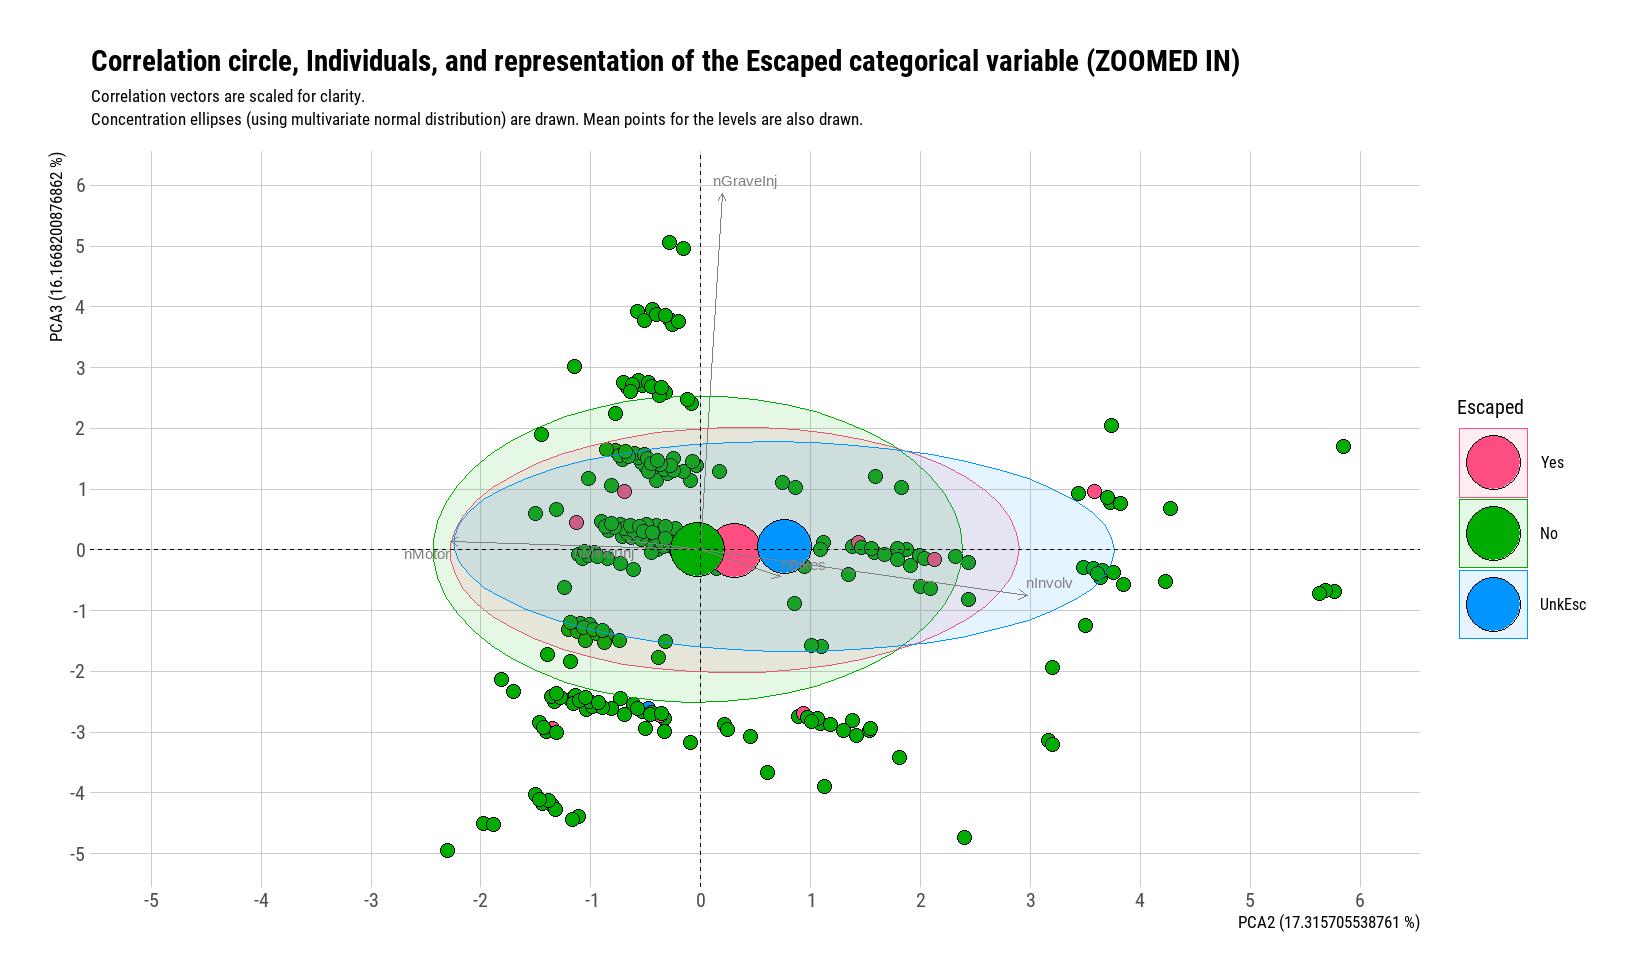 Correlation circle, Individuals, and representation of the Escaped categorical variable (ZOOMED IN)
Correlation vectors are scaled for clarity.
Concentration ellipses (using multivariate normal distribution) are drawn. Mean points for the levels are also drawn.
PCA3 (16.1668200876862 %)
6
5
4
3
2
1
0
-1
-2
-3
-4
-5
nGraveInj
nMotor
nInvolv
-5
-4
-3
-2
-1
0
1
2
3
4
5
6
PCA2 (17.315705538761 %)
Escaped
Yes
No
UnkEsc